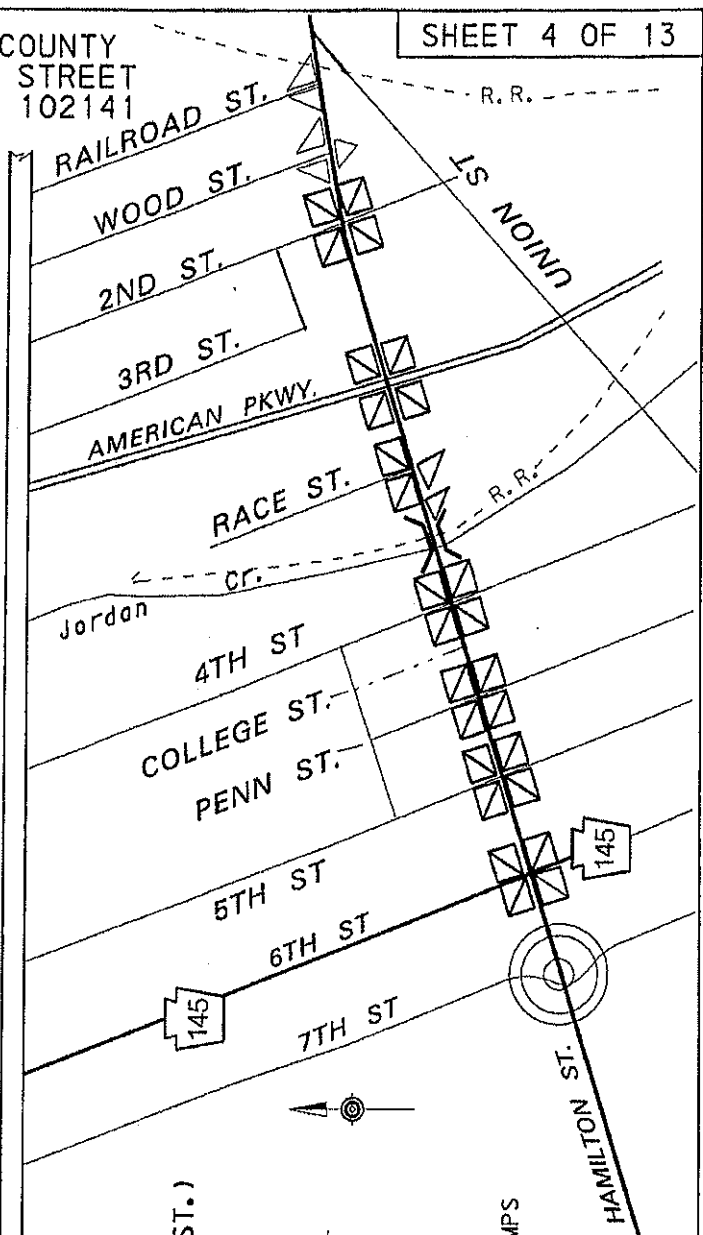 COUNTY
STREET
102141
SHEET 4 OF 13
R.R.
RAILROAD ST.
WOOD ST.
UNION ST
2ND ST.
3RD ST.
AMERICAN PKWY.
RACE ST.
R.R.
Jordan Cr.
4TH ST
COLLEGE ST.
PENN ST.
145
5TH ST
6TH ST
145
7TH ST
HAMILTON ST.
ST.)
MPS